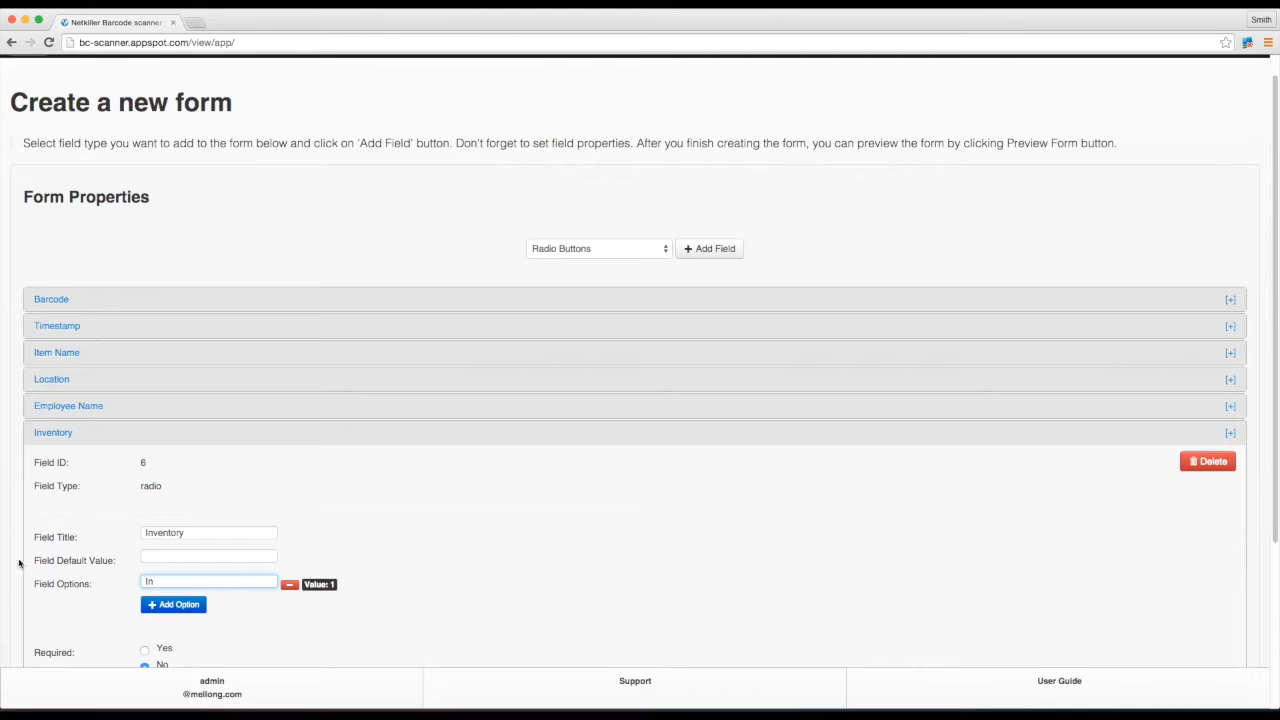 Netkiller Barcode scanner
Smith
bc-scanner.appspot.com/view/app/
Create a new form
Select field type you want to add to the form below and click on 'Add Field' button. Don't forget to set field properties. After you finish creating the form, you can preview the form by clicking Preview Form button.
Form Properties
Radio Buttons
+ Add Field
Barcode [+]
Timestamp [+]
Item Name [+]
Location [+]
Employee Name [+]
Inventory [+]
Field ID: 6
Delete
Field Type: radio
Field Title: Inventory
Field Default Value:
Field Options: In Value: 1
+ Add Option
Required: Yes
No
admin
@mellong.com
Support
User Guide